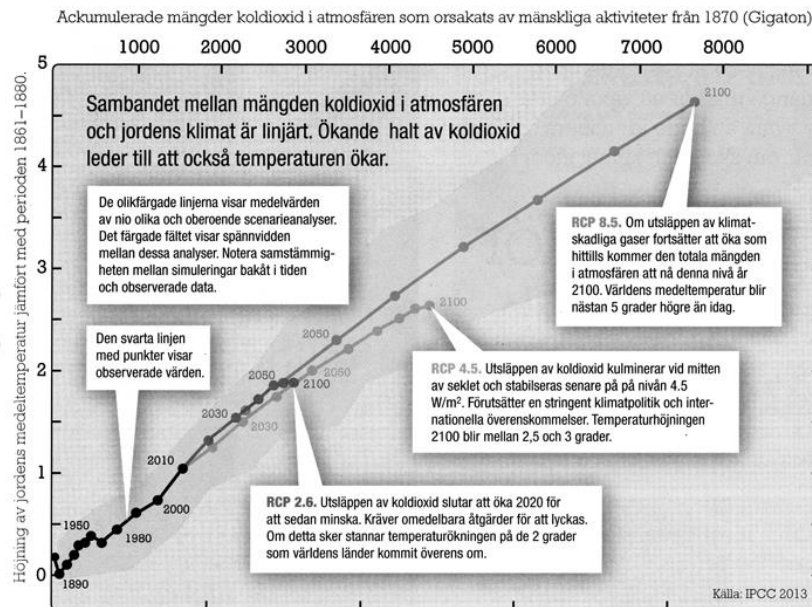 Ackumulerade mängder koldioxid i atmosfären som orsakats av mänskliga aktiviteter från 1870 (Gigaton)
1000 2000 3000 4000 5000 6000 7000 8000
Höjning av jordens medeltemperatur jämfört med perioden 1861–1880.
5
4
3
2
1
0
Sambandet mellan mängden koldioxid i atmosfären
och jordens klimat är linjärt. Ökande halt av koldioxid
leder till att också temperaturen ökar.
De olikfärgade linjerna visar medelvärden
av nio olika och oberoende scenarieanalyser.
Det färgade fältet visar spännvidden
mellan dessa analyser. Notera samstämmig-
heten mellan simuleringar bakåt i tiden
och observerade data.
Den svarta linjen
med punkter visar
observerade värden.
2100
RCP 8.5. Om utsläppen av klimat-
skadliga gaser fortsätter att öka som
hittills kommer den totala mängden
i atmosfären att nå denna nivå år
2100. Världens medeltemperatur blir
nästan 5 grader högre än idag.
2100
2050
2050
2050
2100
RCP 4.5. Utsläppen av koldioxid kulminerar vid mitten
av seklet och stabilseras senare på på nivån 4.5
W/m². Förutsätter en stringent klimatpolitik och inter-
nationella överenskommelser. Temperaturhöjningen
2100 blir mellan 2,5 och 3 grader.
2030
2030
2010
2000
1950
1980
1890
RCP 2.6. Utsläppen av koldioxid slutar att öka 2020 för
att sedan minska. Kräver omedelbara åtgärder för att lyckas.
Om detta sker stannar temperaturökningen på de 2 grader
som världens länder kommit överens om.
Källa: IPCC 2013